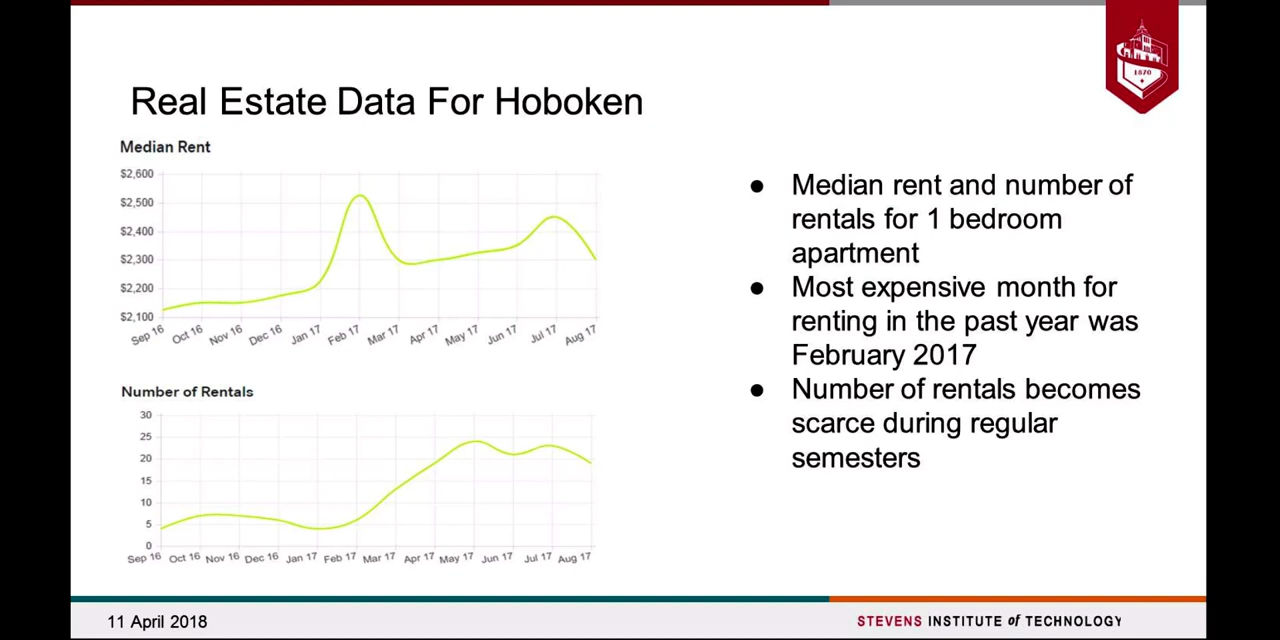 1870
Real Estate Data For Hoboken
Median Rent
$2,600
$2,500
$2,400
$2,300
$2,200
$2,100
Sep 16 Oct 16 Nov 16 Dec 16 Jan 17 Feb 17 Mar 17 Apr 17 May 17 Jun 17 Jul 17 Aug 17
Number of Rentals
30
25
20
15
10
5
0
Sep 16 Oct 16 Nov 16 Dec 16 Jan 17 Feb 17 Mar 17 Apr 17 May 17 Jun 17 Jul 17 Aug 17
● Median rent and number of
rentals for 1 bedroom
apartment
● Most expensive month for
renting in the past year was
February 2017
● Number of rentals becomes
scarce during regular
semesters
11 April 2018
STEVENS INSTITUTE of TECHNOLOGY